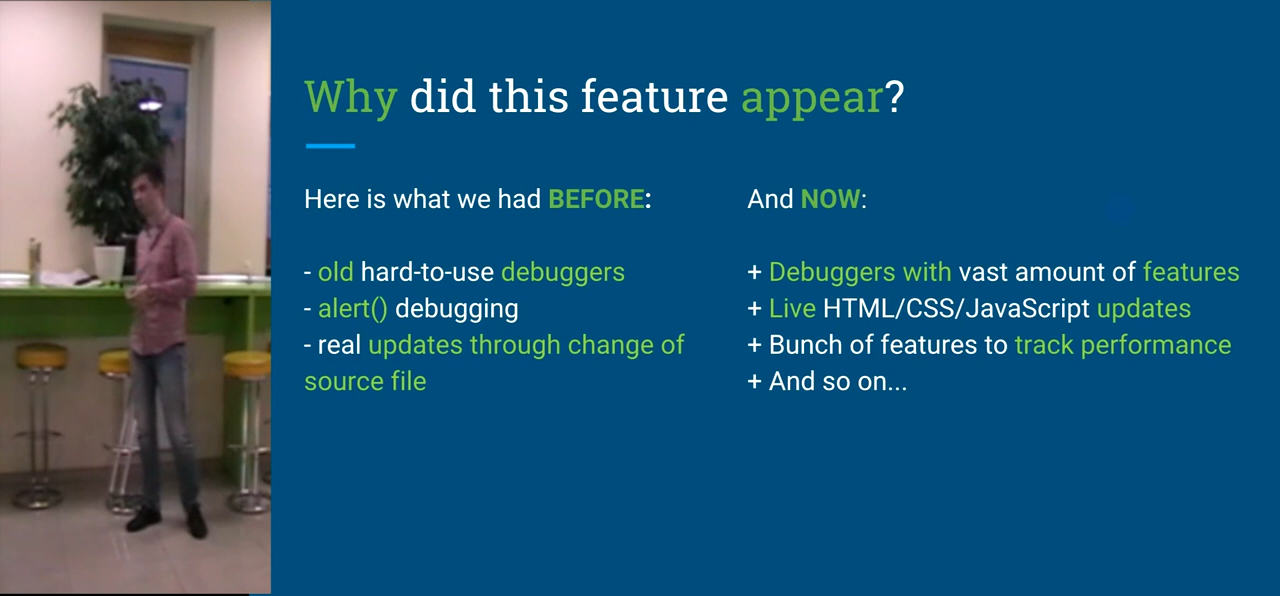 Why did this feature appear?
Here is what we had BEFORE:
- old hard-to-use debuggers
- alert() debugging
- real updates through change of
source file
And NOW:
+ Debuggers with vast amount of features
+ Live HTML/CSS/JavaScript updates
+ Bunch of features to track performance
+ And so on...